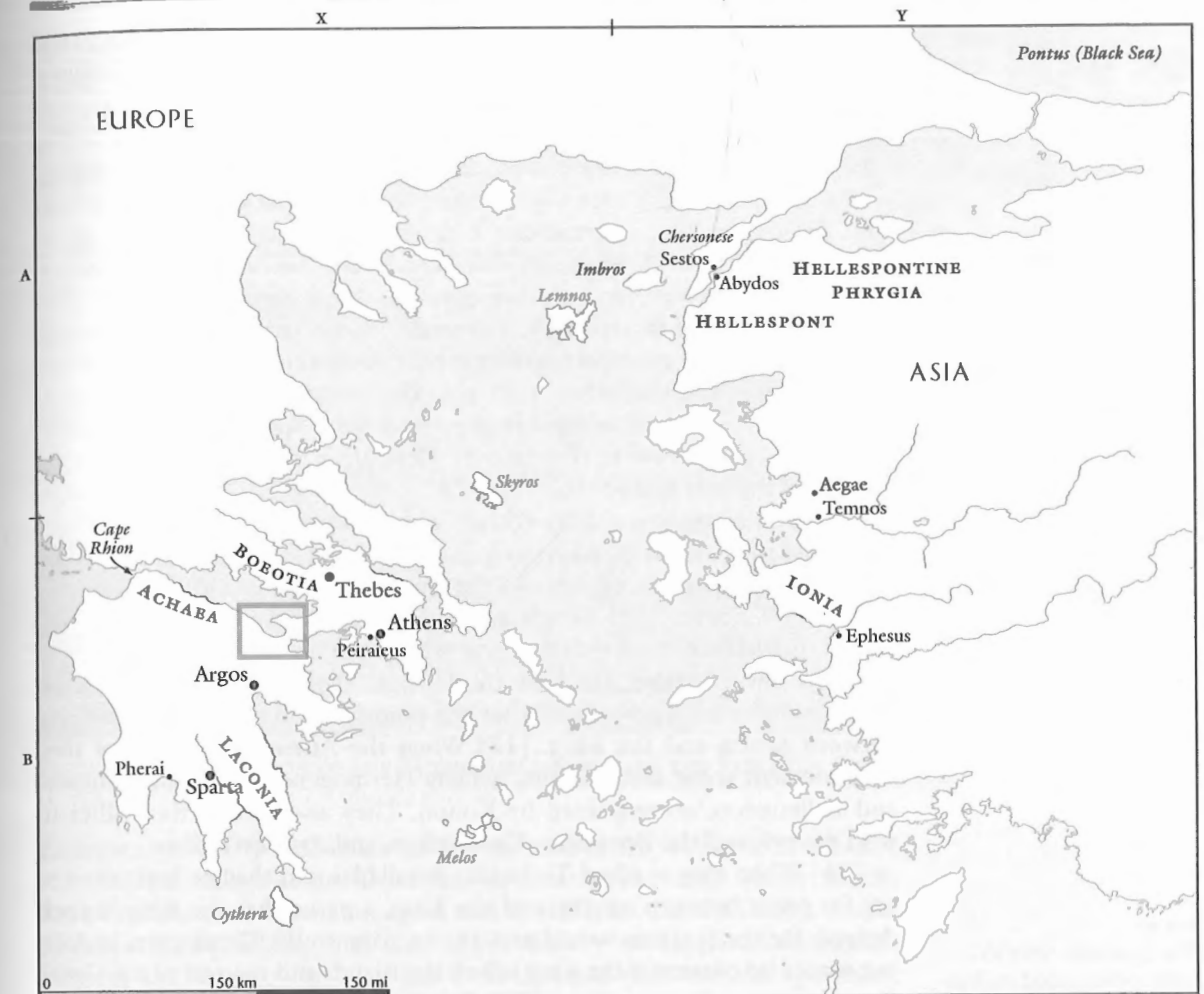 X
Y
Pontus (Black Sea)
EUROPE
A
Chersonese
Sestos
Imbros
Abydos
HELLESPONTINE
PHRYGIA
Lemnos
HELLESPONT
ASIA
Skyros
Aegae
Temnos
Cape
Rhion
BOEOTIA
Thebes
ACHAEA
IONIA
Athens
Peiraieus
Ephesus
Argos
B
LACONIA
Pherai
Sparta
Melos
Cythera
0
150 km
150 mi